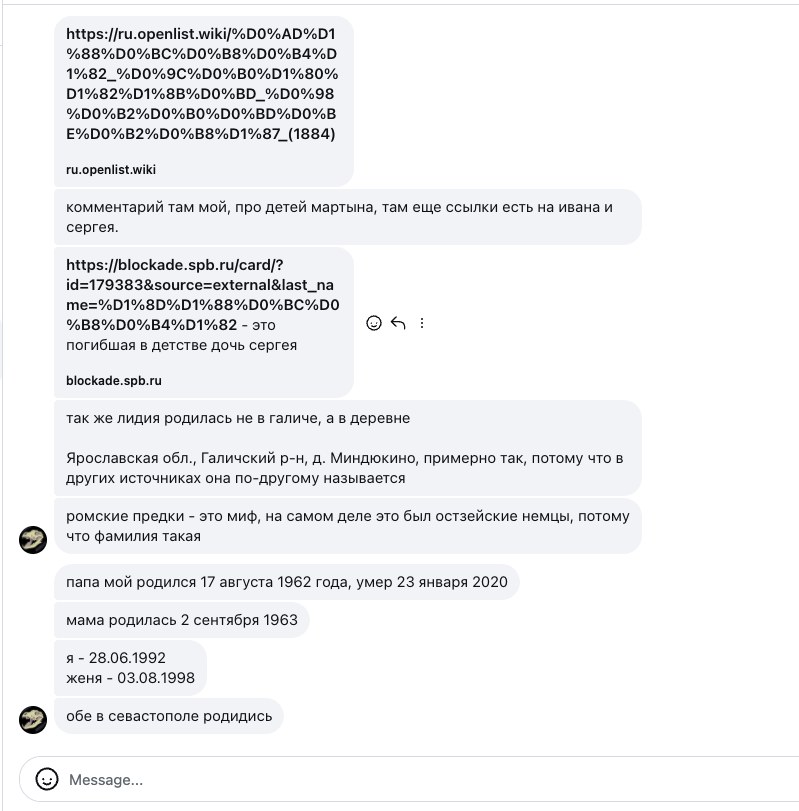 https://ru.openlist.wiki/%D0%AD%D1
%88%D0%BC%D0%B8%D0%B4%D
1%82_%D0%9C%D0%B0%D1%80%
D1%82%D1%8B%D0%BD_%D0%98
%D0%B2%D0%B0%D0%BD%D0%B
E%D0%B2%D0%B8%D1%87_(1884)
ru.openlist.wiki
комментарий там мой, про детей мартына, там еще ссылки есть на ивана и
сергея.
https://blockade.spb.ru/card/?
id=179383&source=external&last_na
me=%D1%8D%D1%88%D0%BC%D0
%B8%D0%B4%D1%82 - это
погибшая в детстве дочь сергея
blockade.spb.ru
так же лидия родилась не в галиче, а в деревне
Ярославская обл., Галичский р-н, д. Миндюкино, примерно так, потому что в
других источниках она по-другому называется
ромские предки - это миф, на самом деле это был остзейские немцы, потому
что фамилия такая
папа мой родился 17 августа 1962 года, умер 23 января 2020
мама родилась 2 сентября 1963
я - 28.06.1992
женя - 03.08.1998
обе в севастополе родидись
Message...